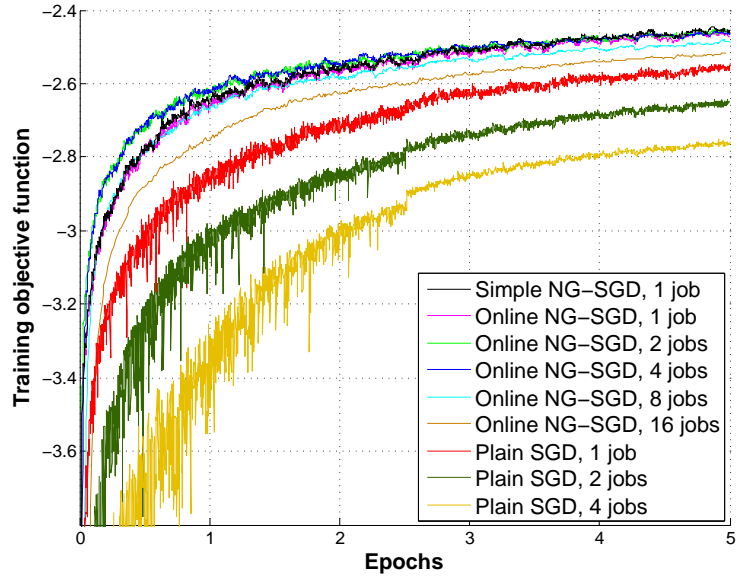 −2.4
−2.6
−2.8
−3
−3.2
−3.4
−3.6
Training objective function
Simple NG−SGD, 1 job
Online NG−SGD, 1 job
Online NG−SGD, 2 jobs
Online NG−SGD, 4 jobs
Online NG−SGD, 8 jobs
Online NG−SGD, 16 jobs
Plain SGD, 1 job
Plain SGD, 2 jobs
Plain SGD, 4 jobs
0 1 2 3 4 5
Epochs